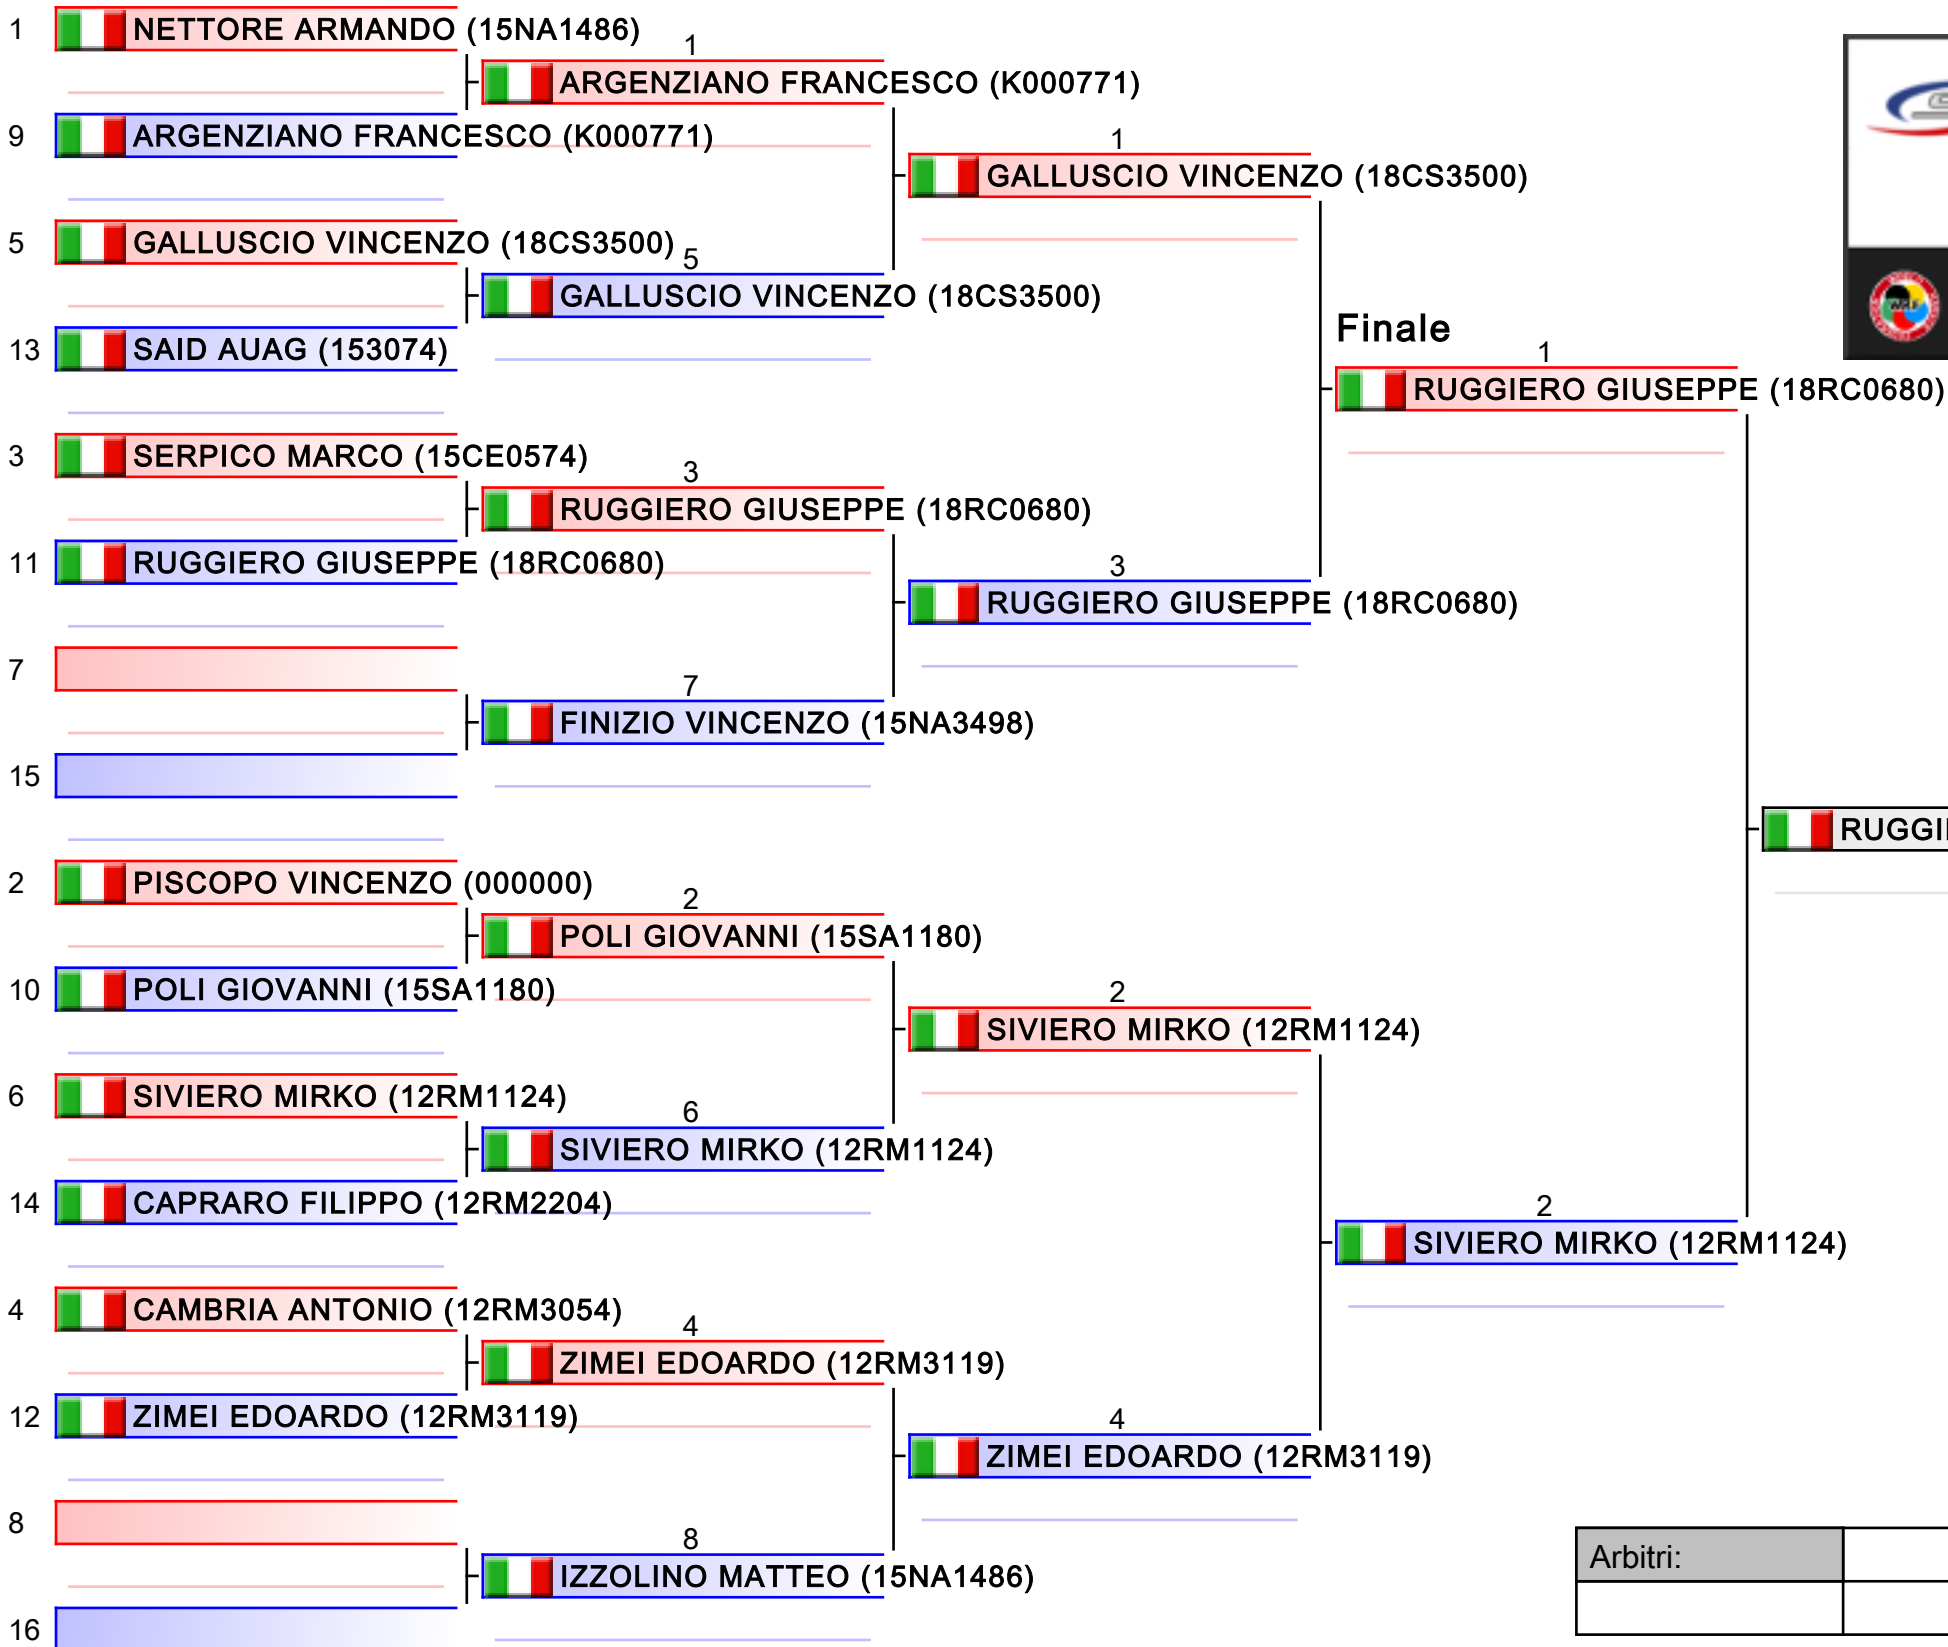 1 NETTORE ARMANDO (15NA1486)
1
ARGENZIANO FRANCESCO (K000771)
9 ARGENZIANO FRANCESCO (K000771)
1
GALLUSCIO VINCENZO (18CS3500)
5 GALLUSCIO VINCENZO (18CS3500)
5
GALLUSCIO VINCENZO (18CS3500)
13 SAID AUAG (153074)
Finale
1
RUGGIERO GIUSEPPE (18RC0680)
3 SERPICO MARCO (15CE0574)
3
RUGGIERO GIUSEPPE (18RC0680)
11 RUGGIERO GIUSEPPE (18RC0680)
3
RUGGIERO GIUSEPPE (18RC0680)
7
7
FINIZIO VINCENZO (15NA3498)
15
2 PISCOPO VINCENZO (000000)
2
POLI GIOVANNI (15SA1180)
10 POLI GIOVANNI (15SA1180)
2
SIVIERO MIRKO (12RM1124)
6 SIVIERO MIRKO (12RM1124)
6
SIVIERO MIRKO (12RM1124)
14 CAPRARO FILIPPO (12RM2204)
2
SIVIERO MIRKO (12RM1124)
4 CAMBRIA ANTONIO (12RM3054)
4
ZIMEI EDOARDO (12RM3119)
12 ZIMEI EDOARDO (12RM3119)
4
ZIMEI EDOARDO (12RM3119)
8
8
IZZOLINO MATTEO (15NA1486)
16
Arbitri: